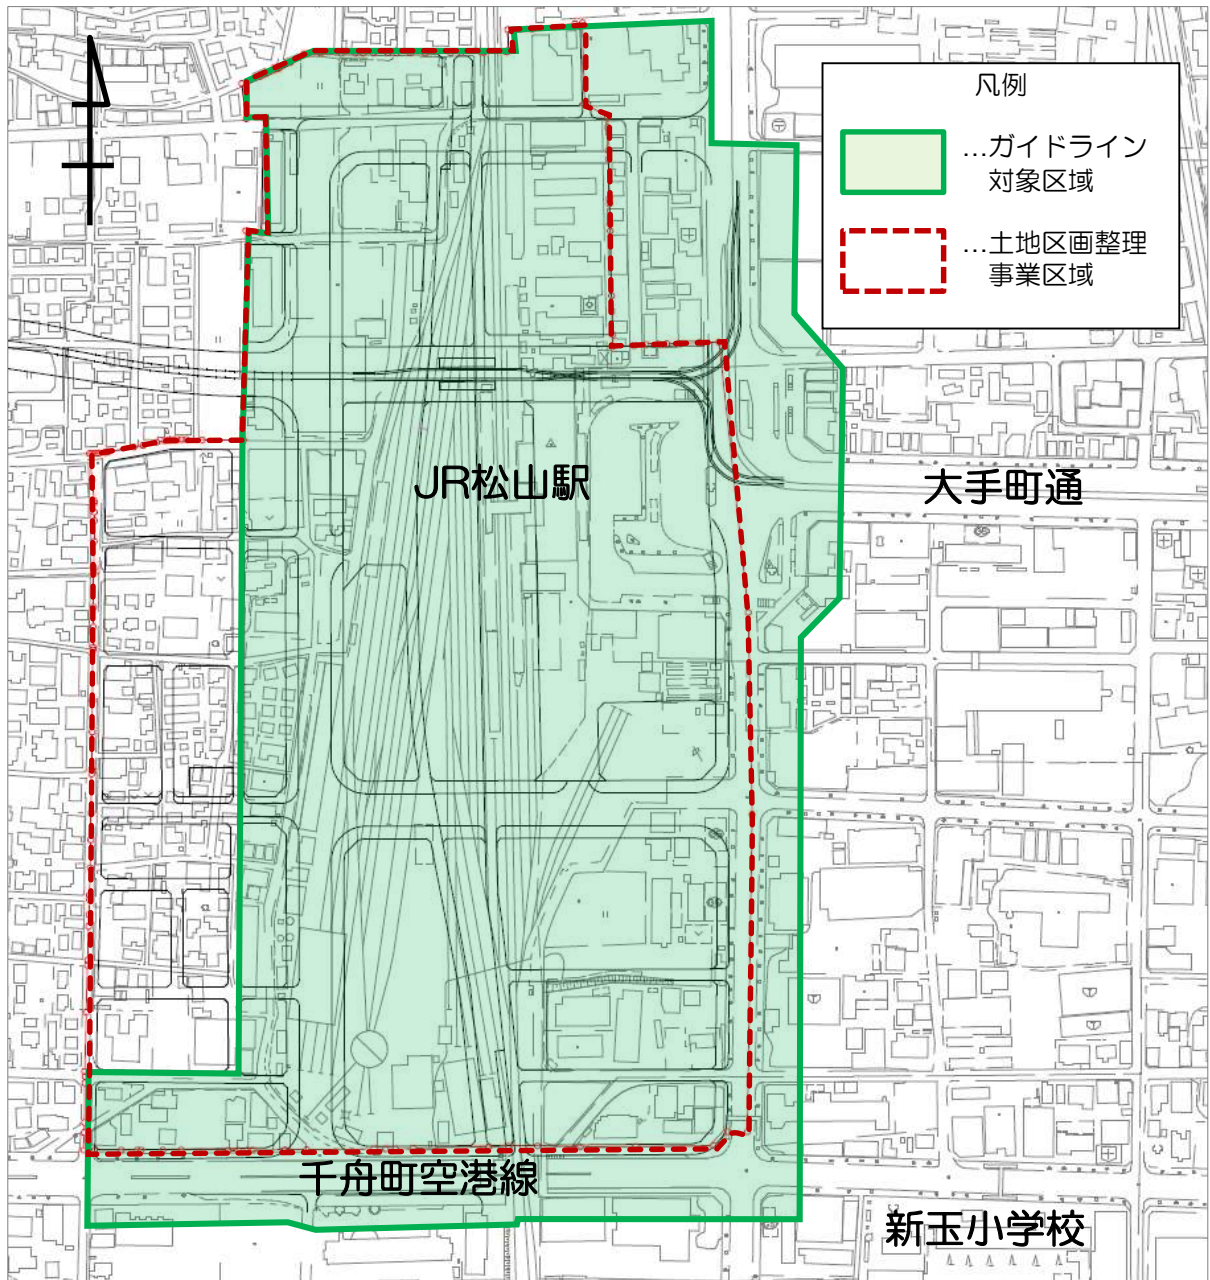 凡例
…ガイドライン
対象区域
…土地区画整理
事業区域
JR松山駅
大手町通
千舟町空港線
新玉小学校